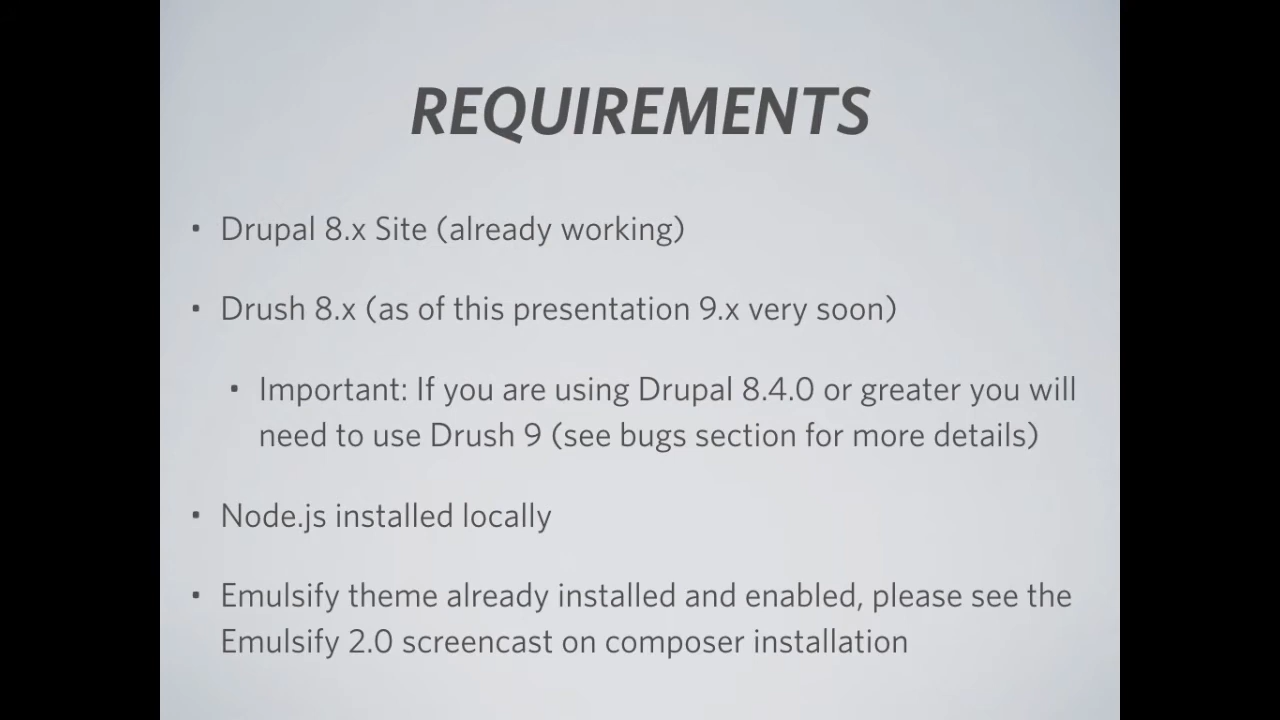 REQUIREMENTS
• Drupal 8.x Site (already working)
• Drush 8.x (as of this presentation 9.x very soon)
• Important: If you are using Drupal 8.4.0 or greater you will
need to use Drush 9 (see bugs section for more details)
• Node.js installed locally
• Emulsify theme already installed and enabled, please see the
Emulsify 2.0 screencast on composer installation